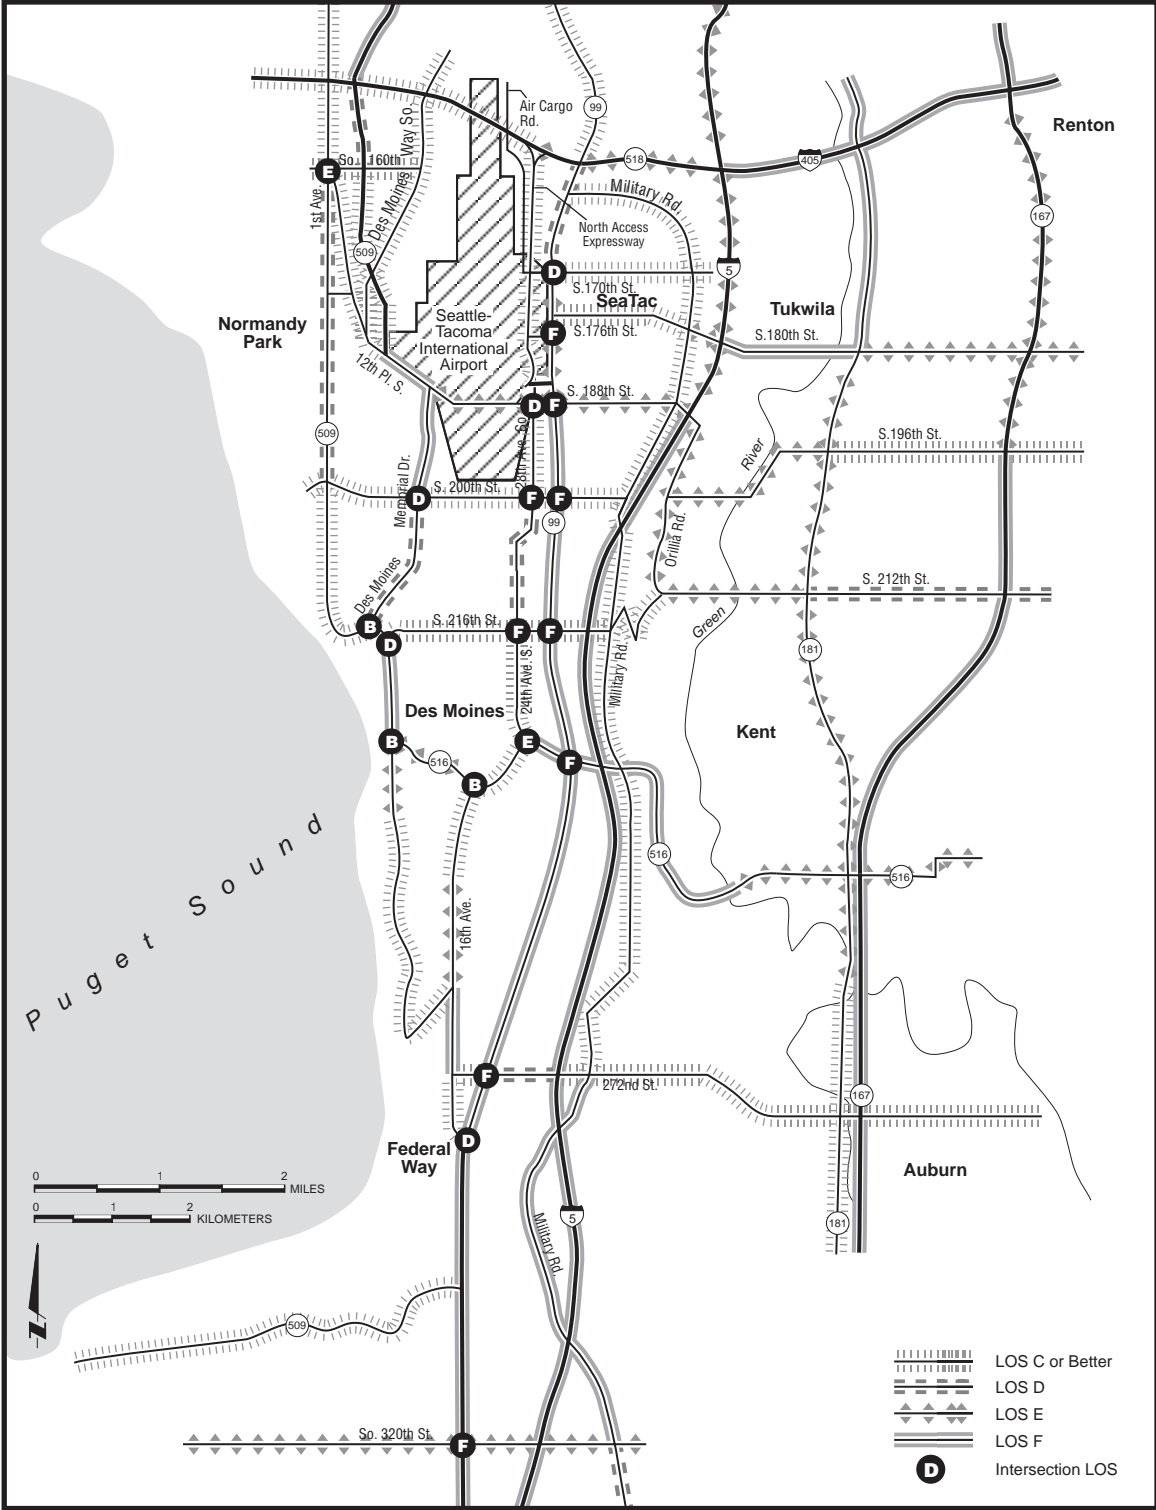 Air Cargo
Rd.
99
Renton
518
405
So. 160th
E
1st Ave.
Des Moines Way So.
Military Rd.
167
North Access
Expressway
509
D
5
S.170th St.
SeaTac
Tukwila
Normandy
Park
Seattle-
Tacoma
International
Airport
F
S.176th St.
S.180th St.
12th Pl. S.
S. 188th St.
D
F
509
28th Ave. So.
River
S.196th St.
Memorial Dr.
D
S. 200th St.
F
F
99
Orillia Rd.
Des Moines
S. 212th St.
Green
B
D
S. 216th St.
F
F
181
24th Ave. S.
Military Rd.
Des Moines
Kent
B
516
E
F
B
Puget Sound
516
516
16th Ave.
F
272nd St.
167
D
Federal
Way
Auburn
0 1 2
MILES
0 1 2
KILOMETERS
5
181
Military Rd.
N
509
So. 320th St.
F
LOS C or Better
LOS D
LOS E
LOS F
D Intersection LOS